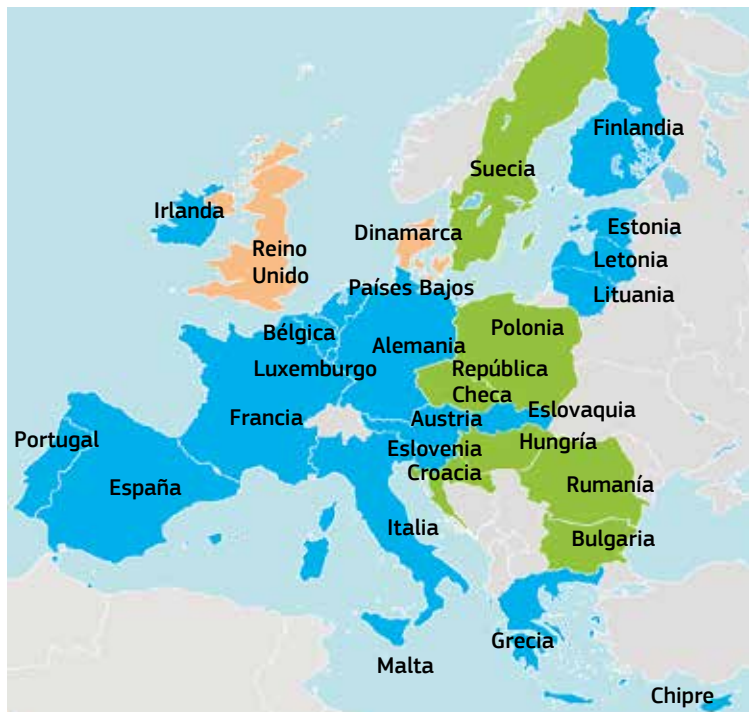 Finlandia
Suecia
Irlanda
Estonia
Dinamarca
Reino
Unido
Letonia
Países Bajos
Lituania
Polonia
Bélgica
Alemania
Luxemburgo
República
Checa
Eslovaquia
Francia
Austria
Portugal
Hungría
Eslovenia
Croacia
España
Rumanía
Italia
Bulgaria
Grecia
Malta
Chipre